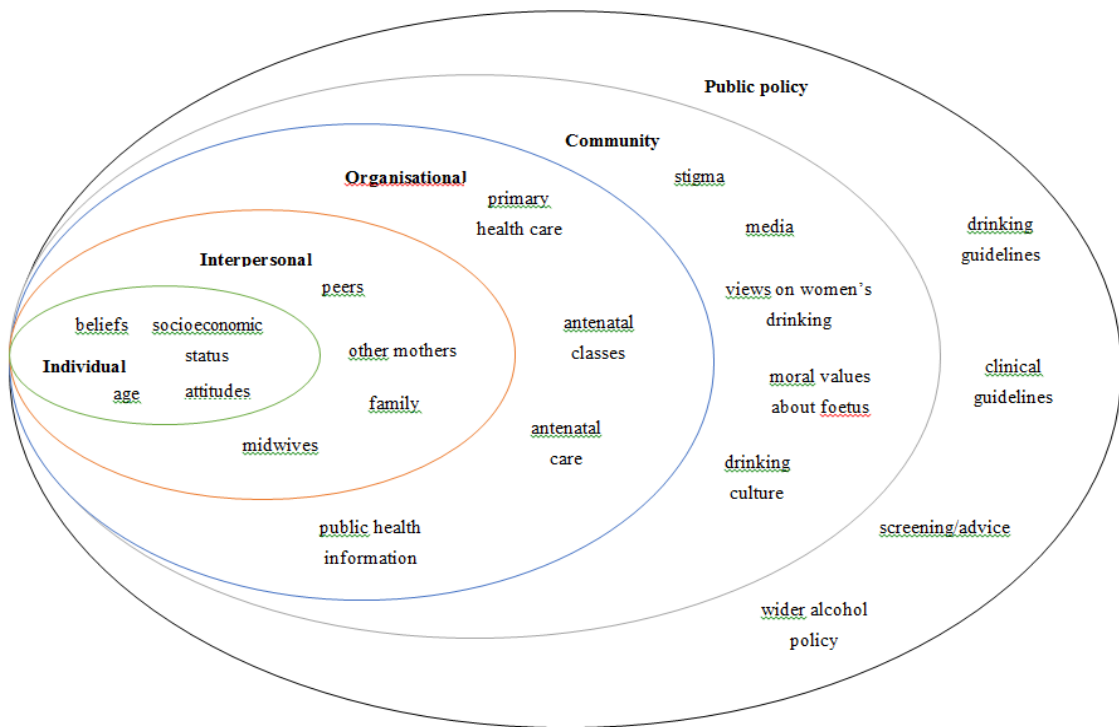 Public policy
Community
Organisational
stigma
primary
health care
media
drinking
guidelines
Interpersonal
peers
views on women's
drinking
beliefs
socioeconomic
status
antenatal
classes
other mothers
Individual
clinical
guidelines
moral values
about foetus
age
attitudes
family
antenatal
care
midwives
drinking
culture
public health
information
screening/advice
wider alcohol
policy